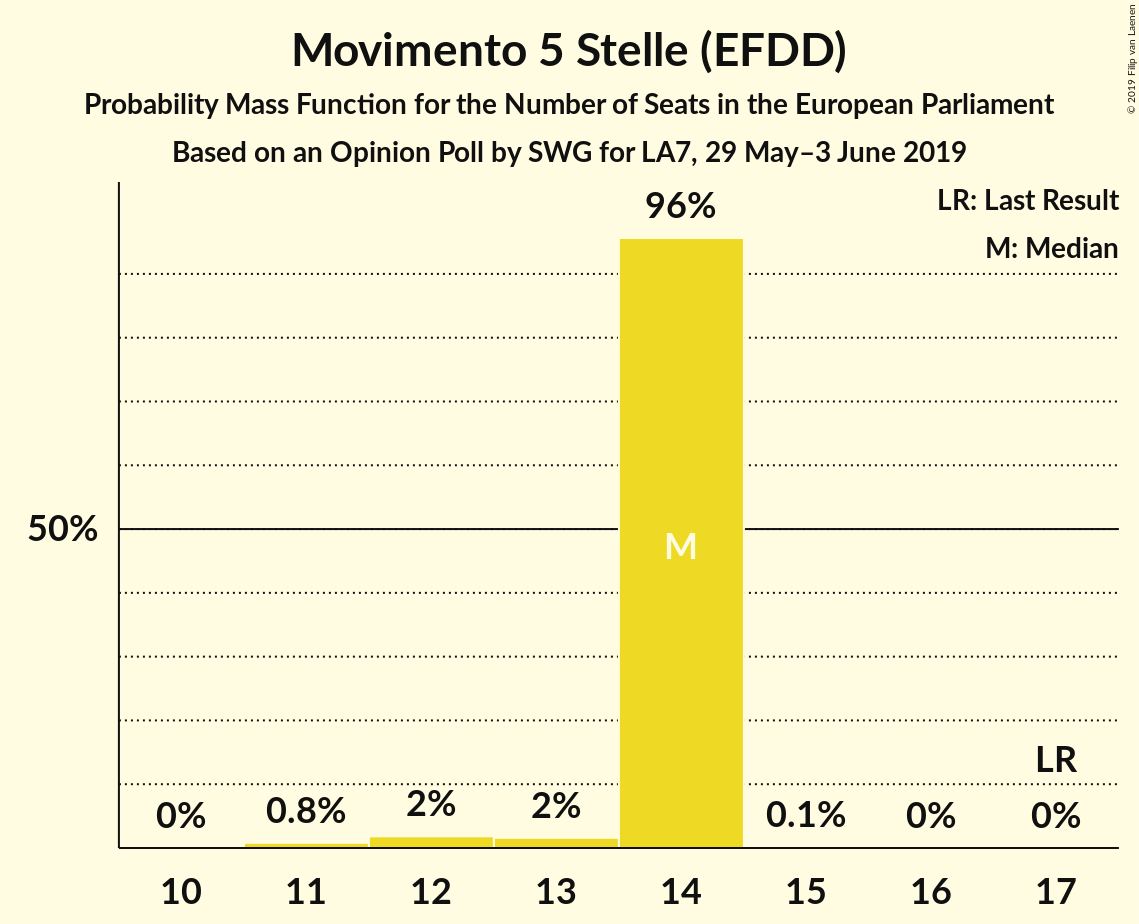 Movimento 5 Stelle (EFDD)
Probability Mass Function for the Number of Seats in the European Parliament
Based on an Opinion Poll by SWG for LA7, 29 May–3 June 2019
© 2019 Filip van Laenen
LR: Last Result
M: Median
96%
50%
M
LR
0%
0.8%
2%
2%
0.1%
0%
0%
10 11 12 13 14 15 16 17